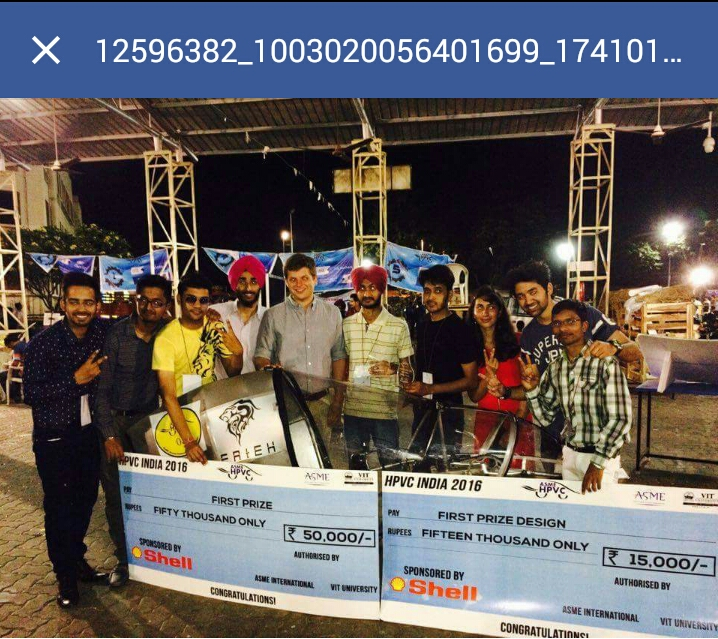 12596382_1003020056401699_174101...
FATEH
SUPER
HPVC INDIA 2016
ASME
HPVC
ASME
VIT
PAY FIRST PRIZE
RUPEES FIFTY THOUSAND ONLY
₹ 50,000/-
SPONSORED BY
Shell
AUTHORISED BY
ASME INTERNATIONAL VIT UNIVERSITY
CONGRATULATIONS!
HPVC INDIA 2016
ASME
HPVC
ASME
VIT
PAY FIRST PRIZE DESIGN
RUPEES FIFTEEN THOUSAND ONLY
₹ 15,000/-
SPONSORED BY
Shell
AUTHORISED BY
ASME INTERNATIONAL VIT UNIVERSITY
CONGRATULATIONS!